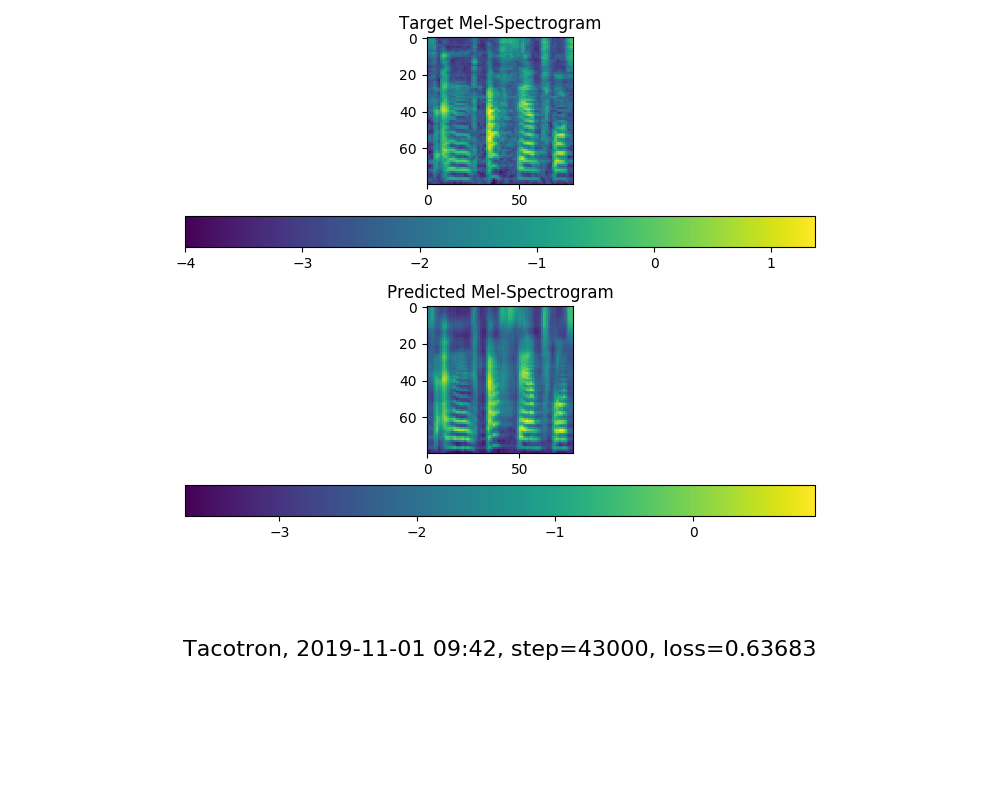 Target Mel-Spectrogram
0
20
40
60
0 50
−4 −3 −2 −1 0 1
Predicted Mel-Spectrogram
0
20
40
60
0 50
−3 −2 −1 0
Tacotron, 2019-11-01 09:42, step=43000, loss=0.63683